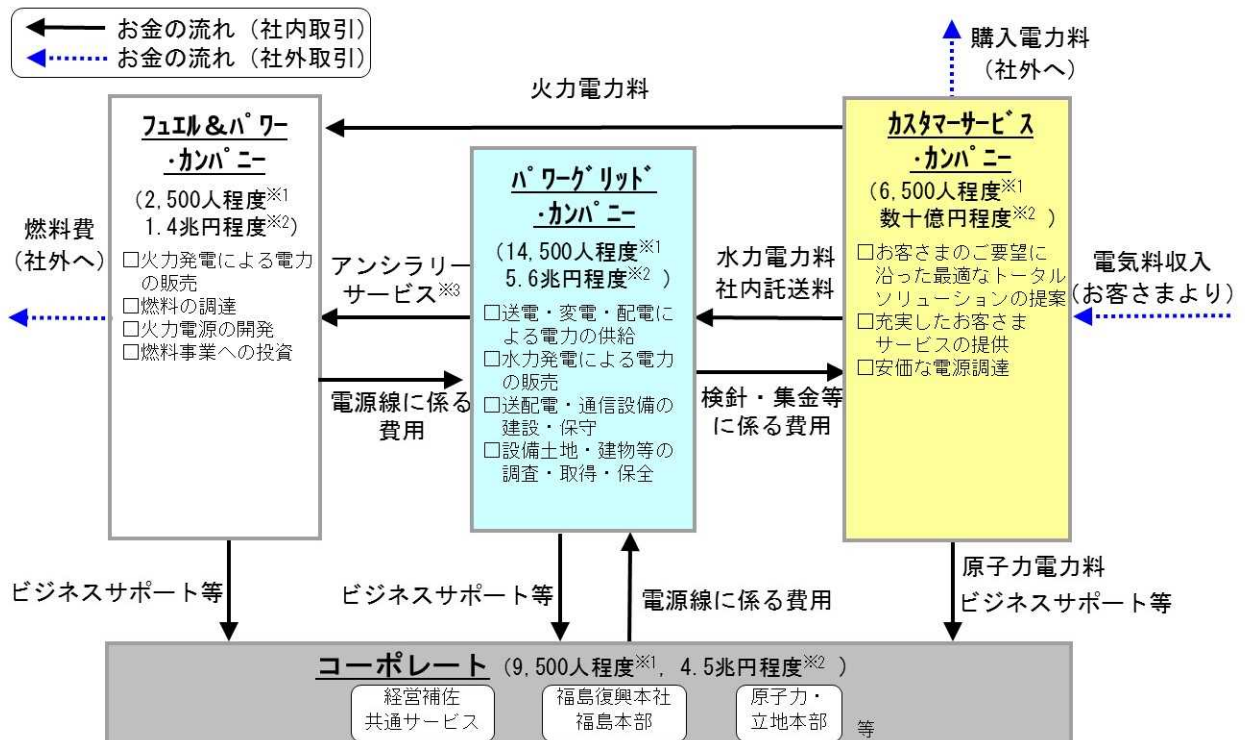 お金の流れ（社内取引）
お金の流れ（社外取引）
購入電力料
（社外へ）
火力電力料
ﾌｭｴﾙ＆ﾊﾟﾜｰ
・ｶﾝﾊﾟﾆｰ
（2,500人程度※1
1.4兆円程度※2）
□火力発電による電力
の販売
□燃料の調達
□火力電源の開発
□燃料事業への投資
燃料費
（社外へ）
アンシラリー
サービス※3
電源線に係る
費用
ﾊﾟﾜｰｸﾞﾘｯﾄﾞ
・ｶﾝﾊﾟﾆｰ
（14,500人程度※1
5.6兆円程度※2 ）
□送電・変電・配電に
よる電力の供給
□水力発電による電力
の販売
□送配電・通信設備の
建設・保守
□設備土地・建物等の
調査・取得・保全
水力電力料
社内託送料
検針・集金等
に係る費用
ｶｽﾀﾏｰｻｰﾋﾞｽ
・ｶﾝﾊﾟﾆｰ
（6,500人程度※1
数十億円程度※2 ）
□お客さまのご要望に
沿った最適なトータル
ソリューションの提案
□充実したお客さま
サービスの提供
□安価な電源調達
電気料収入
（お客さまより）
ビジネスサポート等
ビジネスサポート等
電源線に係る費用
原子力電力料
ビジネスサポート等
コーポレート（9,500人程度※1, 4.5兆円程度※2 ）
経営補佐
共通サービス
福島復興本社
福島本部
原子力・
立地本部
等